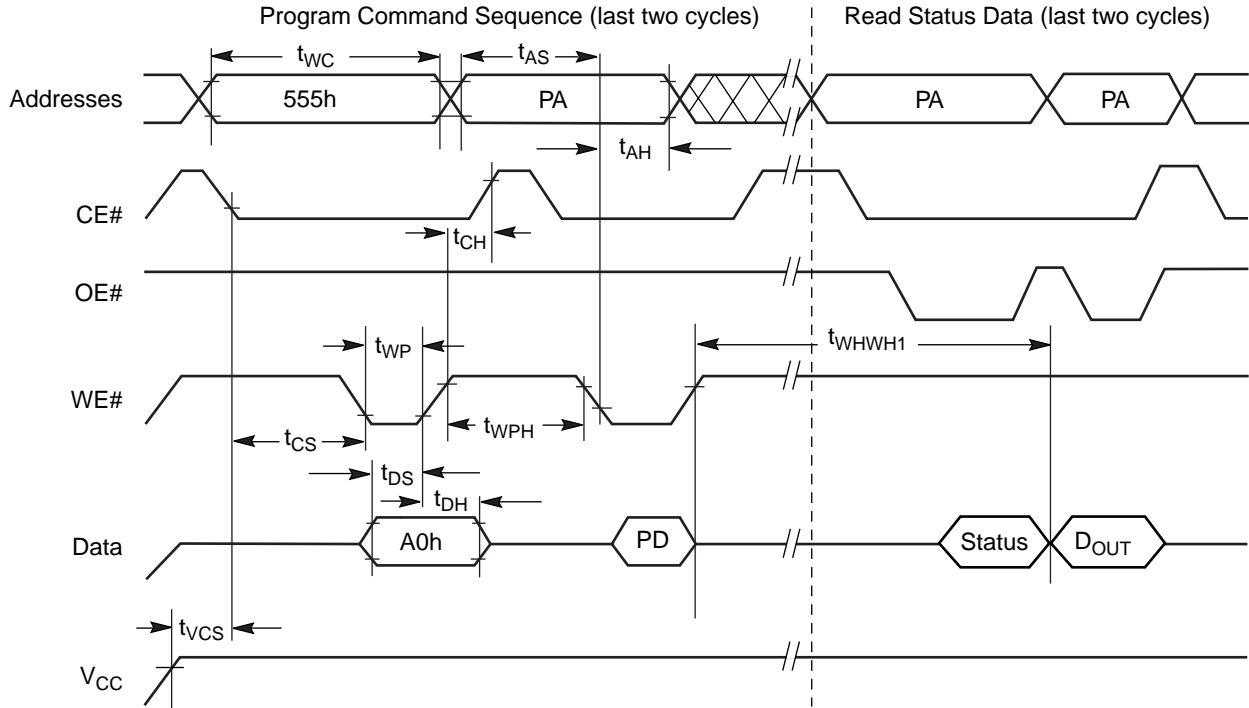 Program Command Sequence (last two cycles) Read Status Data (last two cycles)
tWC tAS
Addresses 555h PA PA PA
tAH
CE#
tCH
OE#
tWP tWHWH1
WE#
tCS tWPH
tDS
tDH
Data A0h PD Status DOUT
tVCS
VCC